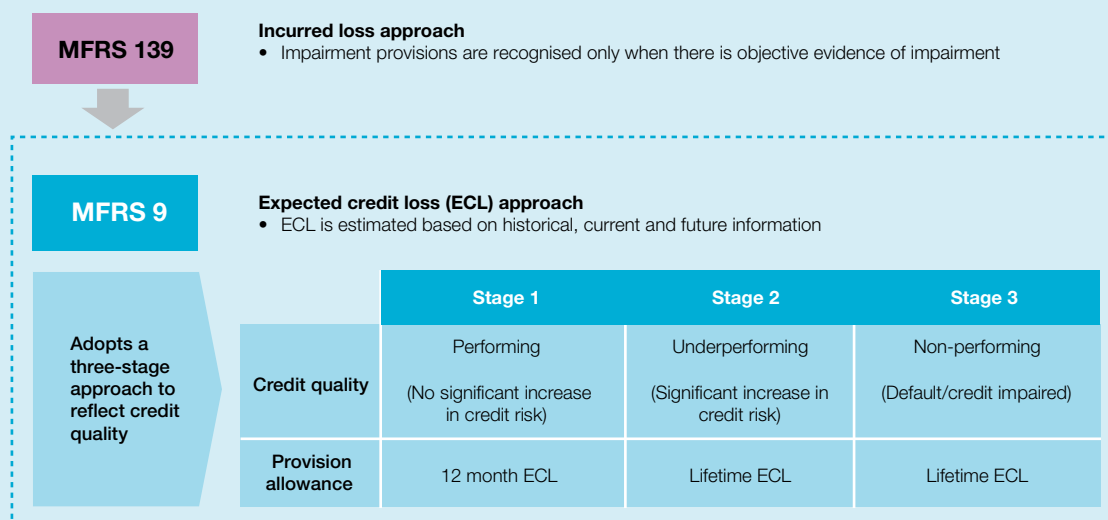 MFRS 139
Incurred loss approach
• Impairment provisions are recognised only when there is objective evidence of impairment
MFRS 9
Expected credit loss (ECL) approach
• ECL is estimated based on historical, current and future information
Adopts a
three-stage
approach to
reflect credit
quality
Stage 1
Stage 2
Stage 3
Credit quality
Performing
(No significant increase
in credit risk)
Underperforming
(Significant increase in
credit risk)
Non-performing
(Default/credit impaired)
Provision
allowance
12 month ECL
Lifetime ECL
Lifetime ECL